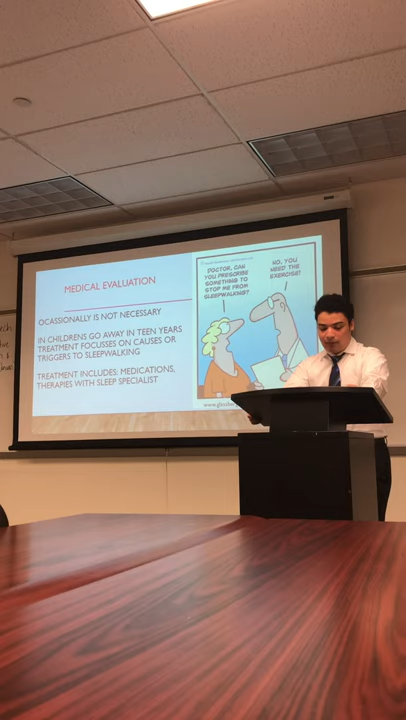 MEDICAL EVALUATION
OCASSIONALLY IS NOT NECESSARY
IN CHILDRENS GO AWAY IN TEEN YEARS
TREATMENT FOCUSSES ON CAUSES OR
TRIGGERS TO SLEEPWALKING
TREATMENT INCLUDES: MEDICATIONS,
THERAPIES WITH SLEEP SPECIALIST
DOCTOR, CAN
YOU PRESCRIBE
SOMETHING TO
STOP ME FROM
SLEEPWALKING?
NO, YOU
NEED THE
EXERCISE!